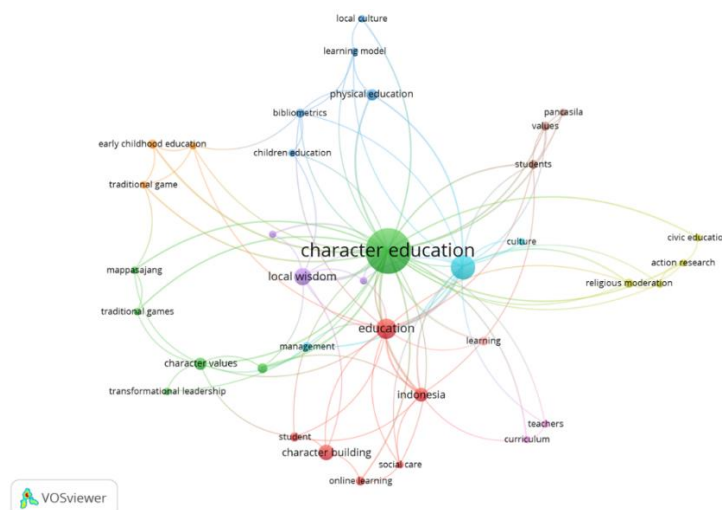 local culture
learning model
physical education
bibliometrics
pancasila
values
early childhood education
children education
students
traditional game
character education
culture
civic education
mappasajang
local wisdom
action research
religious moderation
traditional games
education
management
learning
character values
transformational leadership
indonesia
teachers
student
curriculum
character building
social care
online learning
VOSviewer